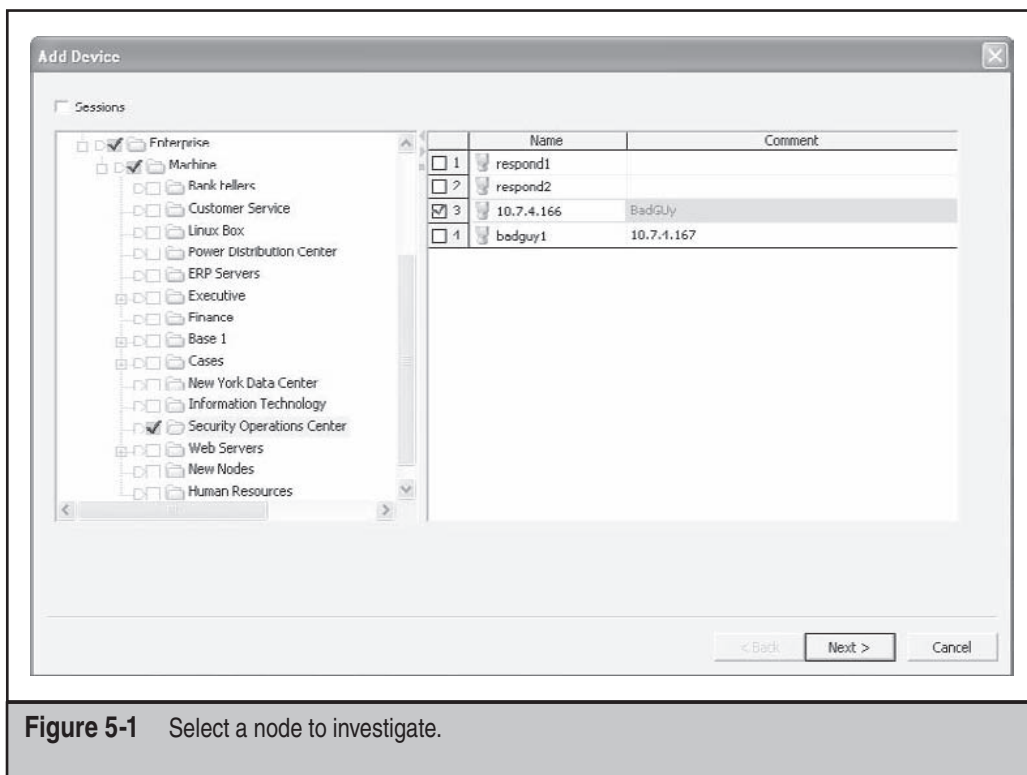 Add Device
Sessions
Enterprise
Machine
Bank tellers
Customer Service
Linux Box
Power Distribution Center
ERP Servers
Executive
Finance
Base 1
Cases
New York Data Center
Information Technology
Security Operations Center
Web Servers
New Nodes
Human Resources
Name Comment
1 respond1
2 respond2
3 10.7.4.166 BadGUy
4 badguy1 10.7.4.167
< Back Next > Cancel
Figure 5-1 Select a node to investigate.